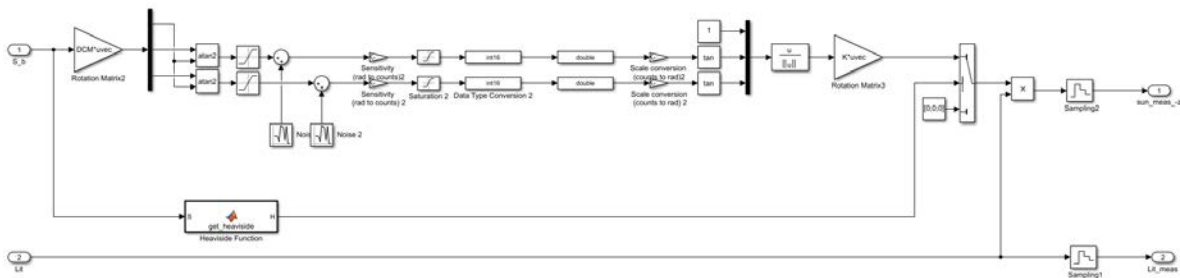 1
S_b
DCM*uvec
Rotation Matrix2
atan2
atan2
Sensitivity
(rad to counts)2
Sensitivity
(rad to counts) 2
Saturation 2
int16
int16
Data Type Conversion 2
double
double
Scale conversion
(counts to rad)2
Scale conversion
(counts to rad) 2
1
tan
tan
u
||u||
K*uvec
Rotation Matrix3
[0;0;0]
X
Sampling2
1
Noise 2
S
get_heaviside
H
Heaviside Function
2
Lit
Sampling1
2
Lit_meas